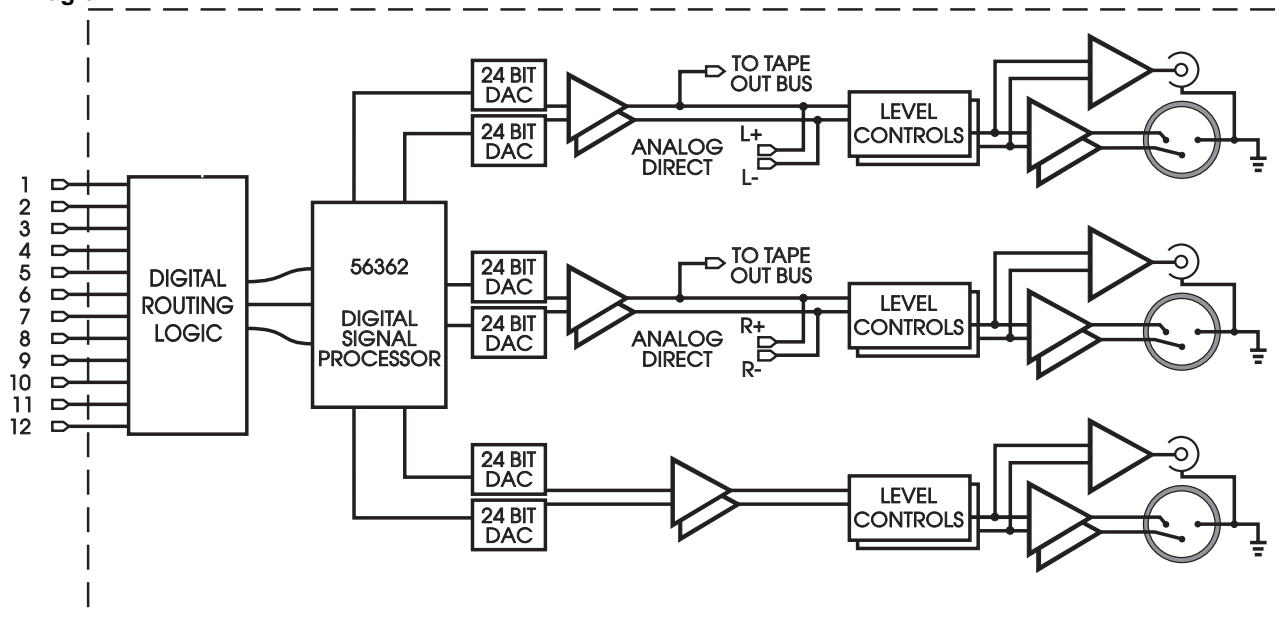 24 BIT
DAC
24 BIT
DAC
TO TAPE
OUT BUS
ANALOG
DIRECT
L+
L-
LEVEL
CONTROLS
1
2
3
4
5
6
7
8
9
10
11
12
DIGITAL
ROUTING
LOGIC
56362
DIGITAL
SIGNAL
PROCESSOR
24 BIT
DAC
24 BIT
DAC
TO TAPE
OUT BUS
ANALOG
DIRECT
R+
R-
LEVEL
CONTROLS
24 BIT
DAC
24 BIT
DAC
LEVEL
CONTROLS